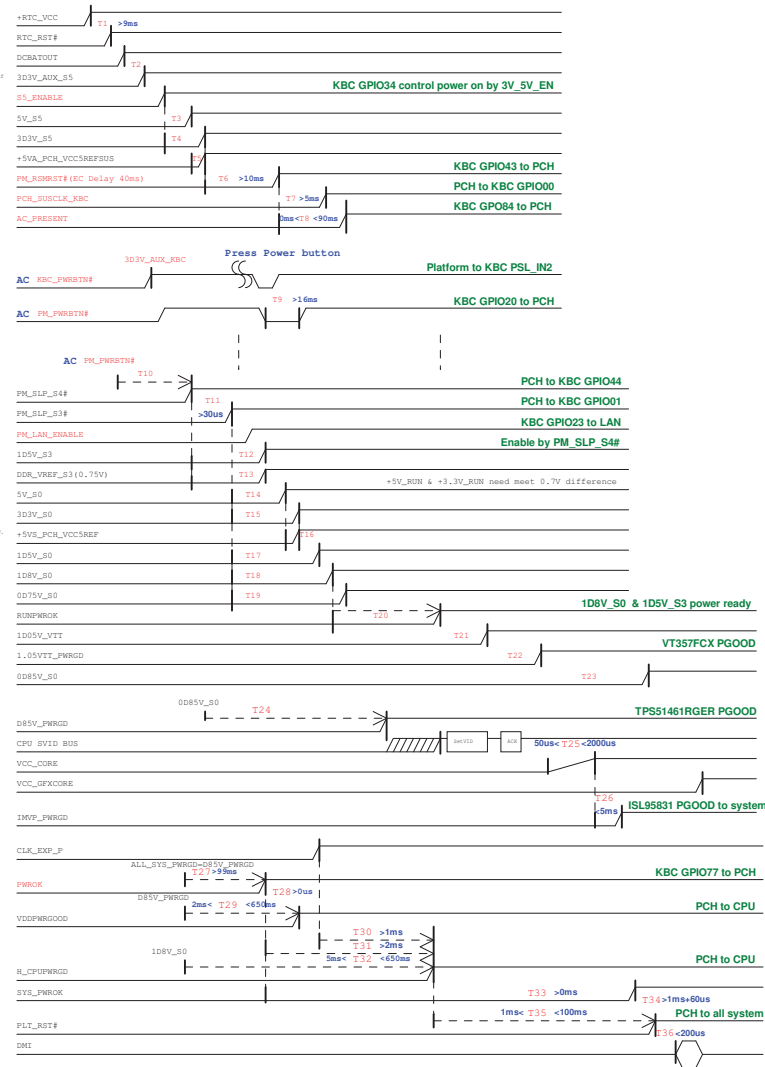 +RTC_VCC
T1 >9ms
RTC_RST#
DCBATOUT
T2
3D3V_AUX_S5
KBC GPIO34 control power on by 3V_5V_EN
S5_ENABLE
5V_S5 T3
3D3V_S5 T4
+5VA_PCH_VCC5REFSUS T5
KBC GPIO43 to PCH
PM_RSMRST#(EC Delay 40ms) T6 >10ms
PCH to KBC GPIO00
PCH_SUSCLK_KBC T7 >5ms
KBC GPO84 to PCH
AC_PRESENT 0ms< T8 <90ms
Press Power button
3D3V_AUX_KBC
Platform to KBC PSL_IN2
AC KBC_PWRBTN#
T9 >16ms
KBC GPIO20 to PCH
AC PM_PWRBTN#
AC PM_PWRBTN#
T10
PCH to KBC GPIO44
PM_SLP_S4#
T11
PCH to KBC GPIO01
PM_SLP_S3# >30us
KBC GPIO23 to LAN
PM_LAN_ENABLE
Enable by PM_SLP_S4#
1D5V_S3 T12
DDR_VREF_S3(0.75V) T13
+5V_RUN & +3.3V_RUN need meet 0.7V difference
5V_S0 T14
3D3V_S0 T15
+5VS_PCH_VCC5REF T16
1D5V_S0 T17
1D8V_S0 T18
0D75V_S0 T19
1D8V_S0 & 1D5V_S3 power ready
RUNPWROK T20
1D05V_VTT T21
VT357FCX PGOOD
1.05VTT_PWRGD T22
0D85V_S0 T23
0D85V_S0
T24
TPS51461RGER PGOOD
D85V_PWRGD
CPU SVID BUS SetVID ACK 50us< T25 <2000us
VCC_CORE
VCC_GFXCORE
T26
ISL95831 PGOOD to system
<5ms
IMVP_PWRGD
CLK_EXP_P
ALL_SYS_PWRGD=D85V_PWRGD
T27 >99ms
KBC GPIO77 to PCH
PWROK
T28 >0us
D85V_PWRGD
2ms< T29 <650ms
PCH to CPU
VDDPWRGOOD
T30 >1ms
T31 >2ms
1D8V_S0
5ms< T32 <650ms
PCH to CPU
H_CPUPWRGD
SYS_PWROK T33 >0ms
T34 >1ms+60us
1ms< T35 <100ms
PCH to all system
PLT_RST#
T36 <200us
DMI